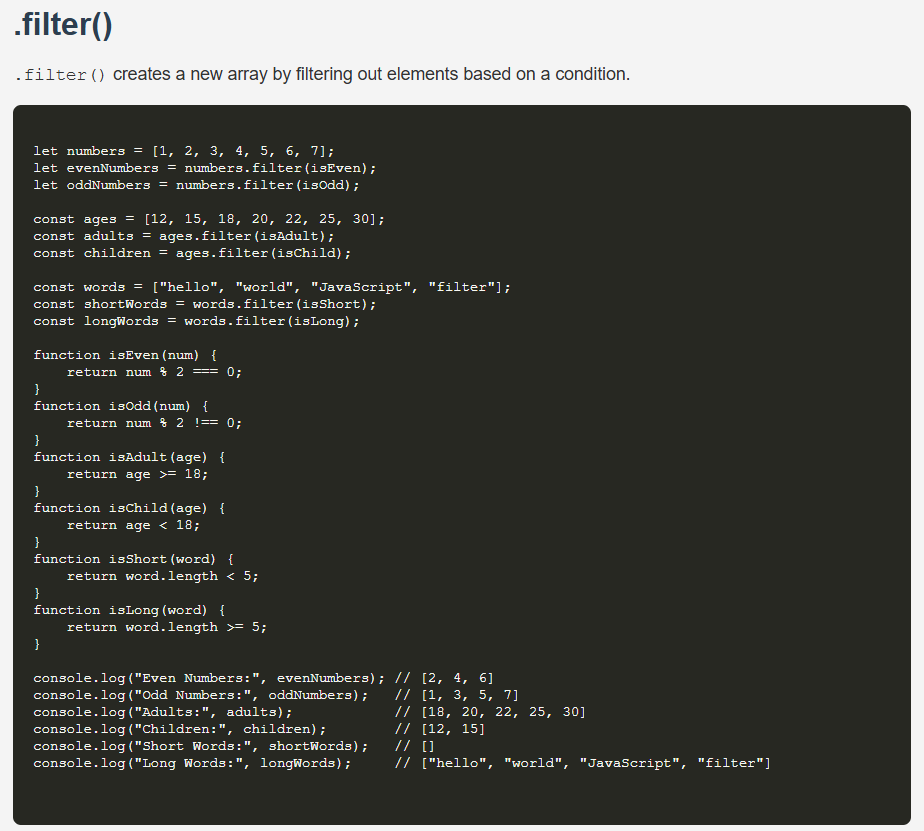 .filter()
.filter() creates a new array by filtering out elements based on a condition.
let numbers = [1, 2, 3, 4, 5, 6, 7];
let evenNumbers = numbers.filter(isEven);
let oddNumbers = numbers.filter(isOdd);
const ages = [12, 15, 18, 20, 22, 25, 30];
const adults = ages.filter(isAdult);
const children = ages.filter(isChild);
const words = ["hello", "world", "JavaScript", "filter"];
const shortWords = words.filter(isShort);
const longWords = words.filter(isLong);
function isEven(num) {
    return num % 2 === 0;
}
function isOdd(num) {
    return num % 2 !== 0;
}
function isAdult(age) {
    return age >= 18;
}
function isChild(age) {
    return age < 18;
}
function isShort(word) {
    return word.length < 5;
}
function isLong(word) {
    return word.length >= 5;
}
console.log("Even Numbers:", evenNumbers); // [2, 4, 6]
console.log("Odd Numbers:", oddNumbers);   // [1, 3, 5, 7]
console.log("Adults:", adults);            // [18, 20, 22, 25, 30]
console.log("Children:", children);        // [12, 15]
console.log("Short Words:", shortWords);   // []
console.log("Long Words:", longWords);     // ["hello", "world", "JavaScript", "filter"]